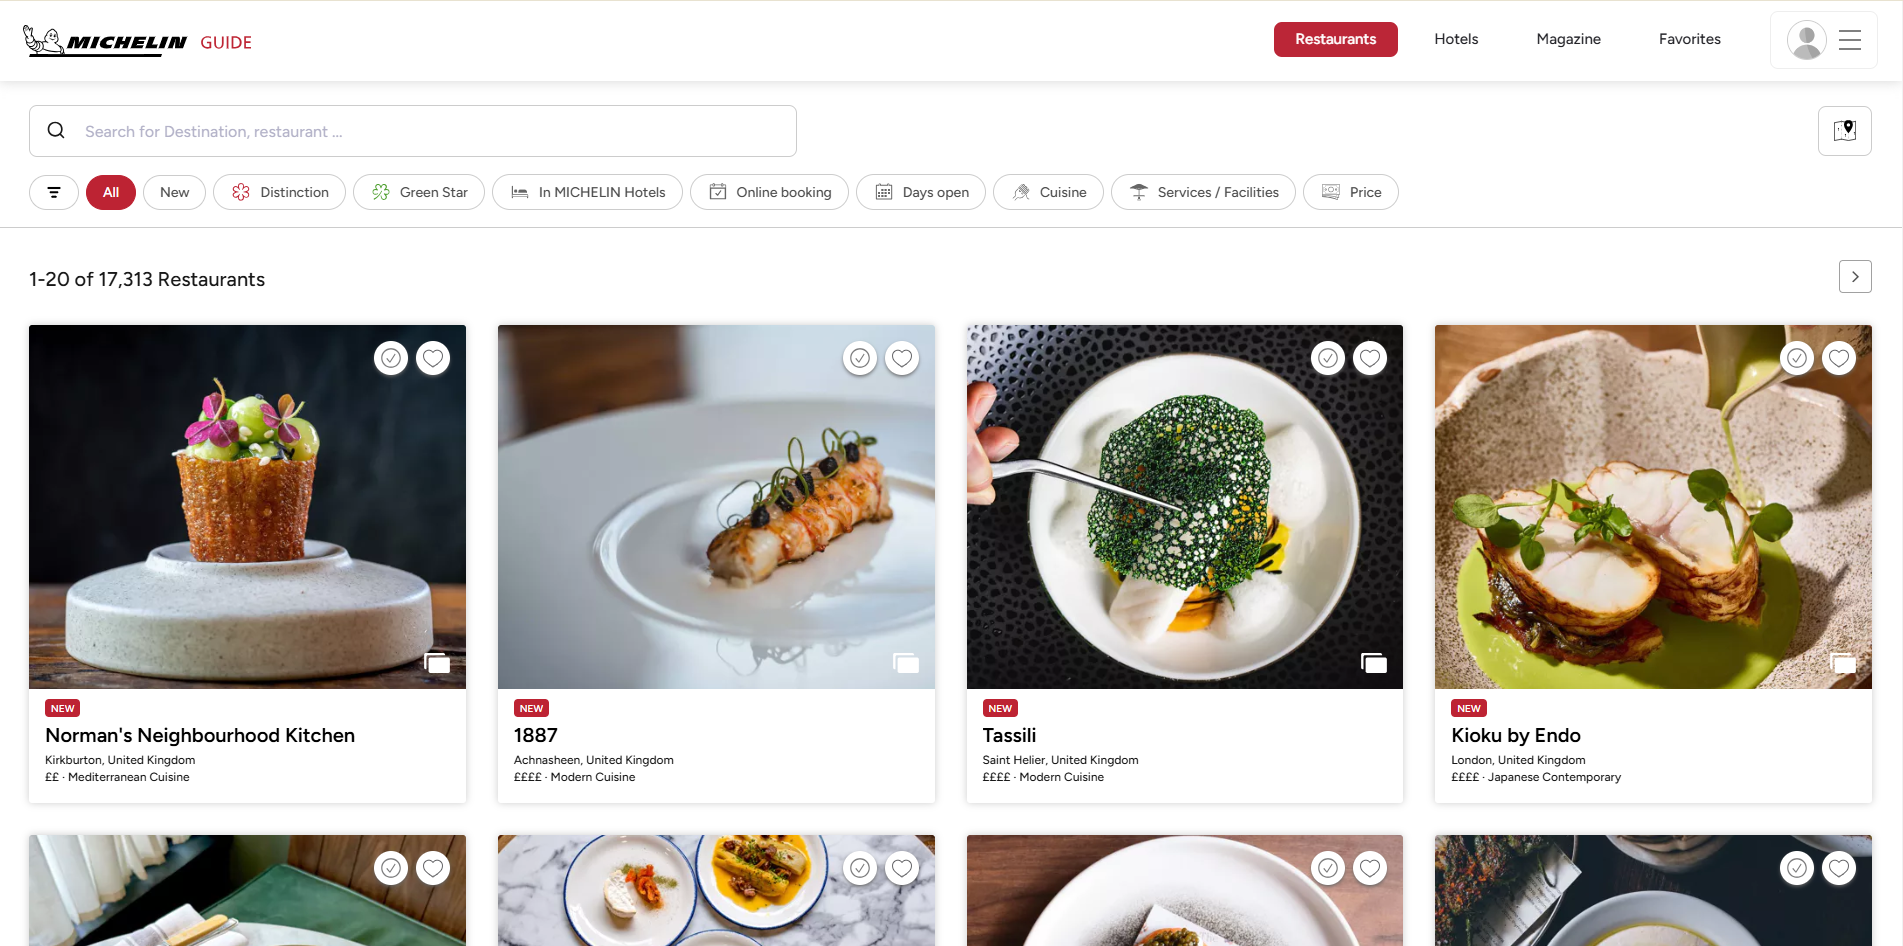 MICHELIN GUIDE
Restaurants Hotels Magazine Favorites
Search for Destination, restaurant ...
All New Distinction Green Star In MICHELIN Hotels Online booking Days open Cuisine Services / Facilities Price
1-20 of 17,313 Restaurants
NEW
Norman's Neighbourhood Kitchen
Kirkburton, United Kingdom
££ · Mediterranean Cuisine
NEW
1887
Achnasheen, United Kingdom
££££ · Modern Cuisine
NEW
Tassili
Saint Helier, United Kingdom
££££ · Modern Cuisine
NEW
Kioku by Endo
London, United Kingdom
££££ · Japanese Contemporary